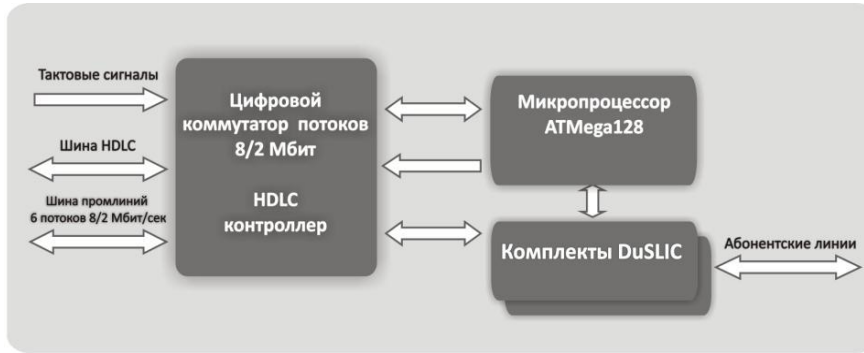 Тактовые сигналы
Шина HDLC
Шина промлиний
6 потоков 8/2 Мбит/сек
Цифровой
коммутатор потоков
8/2 Мбит
HDLC
контроллер
Микропроцессор
ATMega128
Комплекты DuSLIC
Абонентские линии